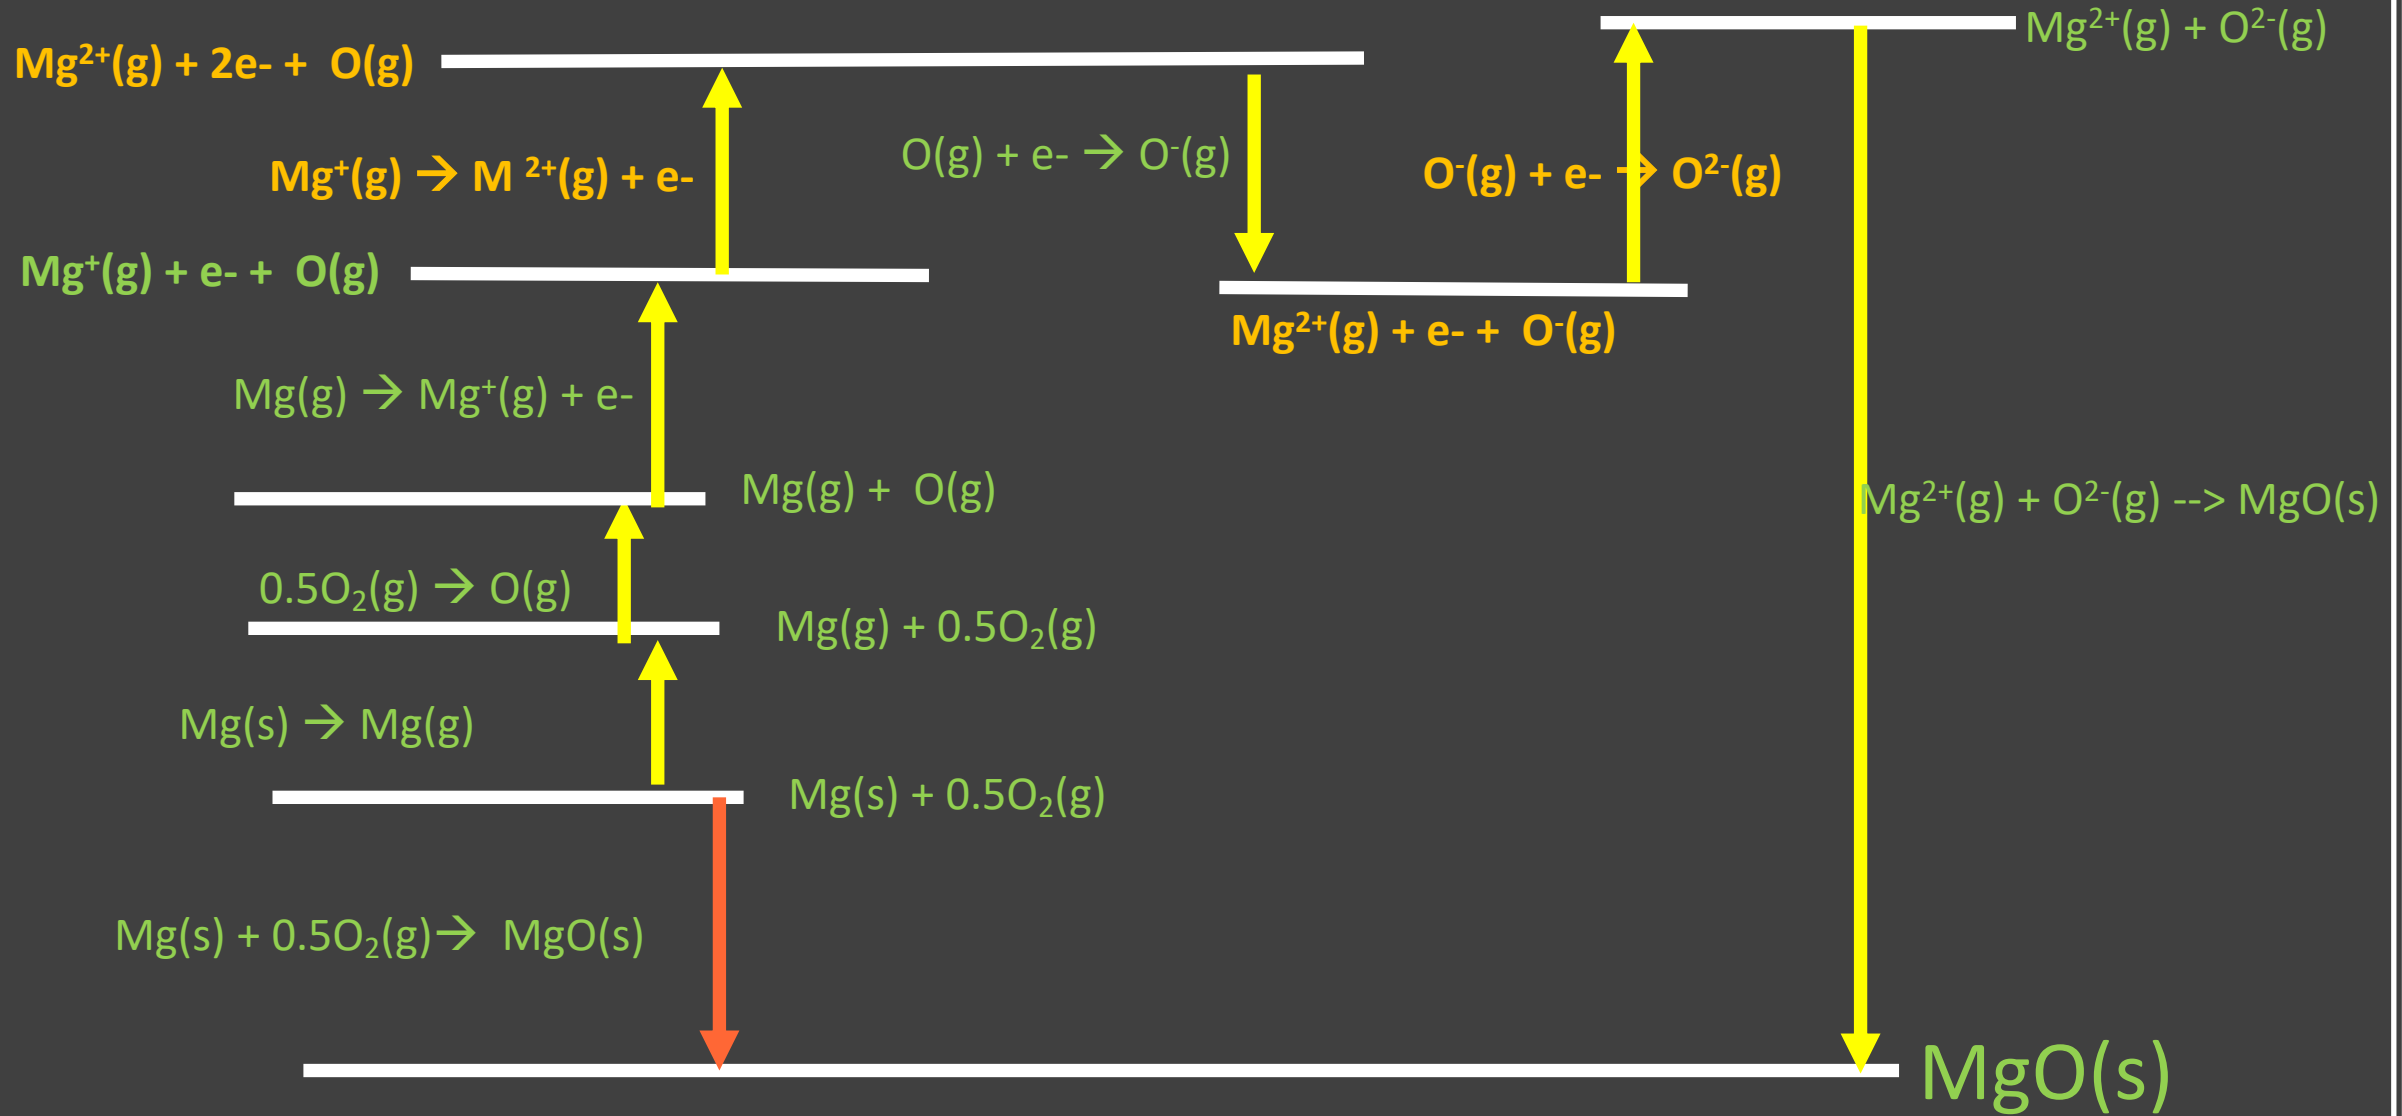 Mg²⁺(g) + O²⁻(g)
Mg²⁺(g) + 2e- + O(g)
O(g) + e- → O⁻(g)
Mg⁺(g) → M ²⁺(g) + e-
O⁻(g) + e- → O²⁻(g)
Mg⁺(g) + e- + O(g)
Mg²⁺(g) + e- + O⁻(g)
Mg(g) → Mg⁺(g) + e-
Mg(g) + O(g)
Mg²⁺(g) + O²⁻(g) --> MgO(s)
0.5O₂(g) → O(g)
Mg(g) + 0.5O₂(g)
Mg(s) → Mg(g)
Mg(s) + 0.5O₂(g)
Mg(s) + 0.5O₂(g)→ MgO(s)
MgO(s)